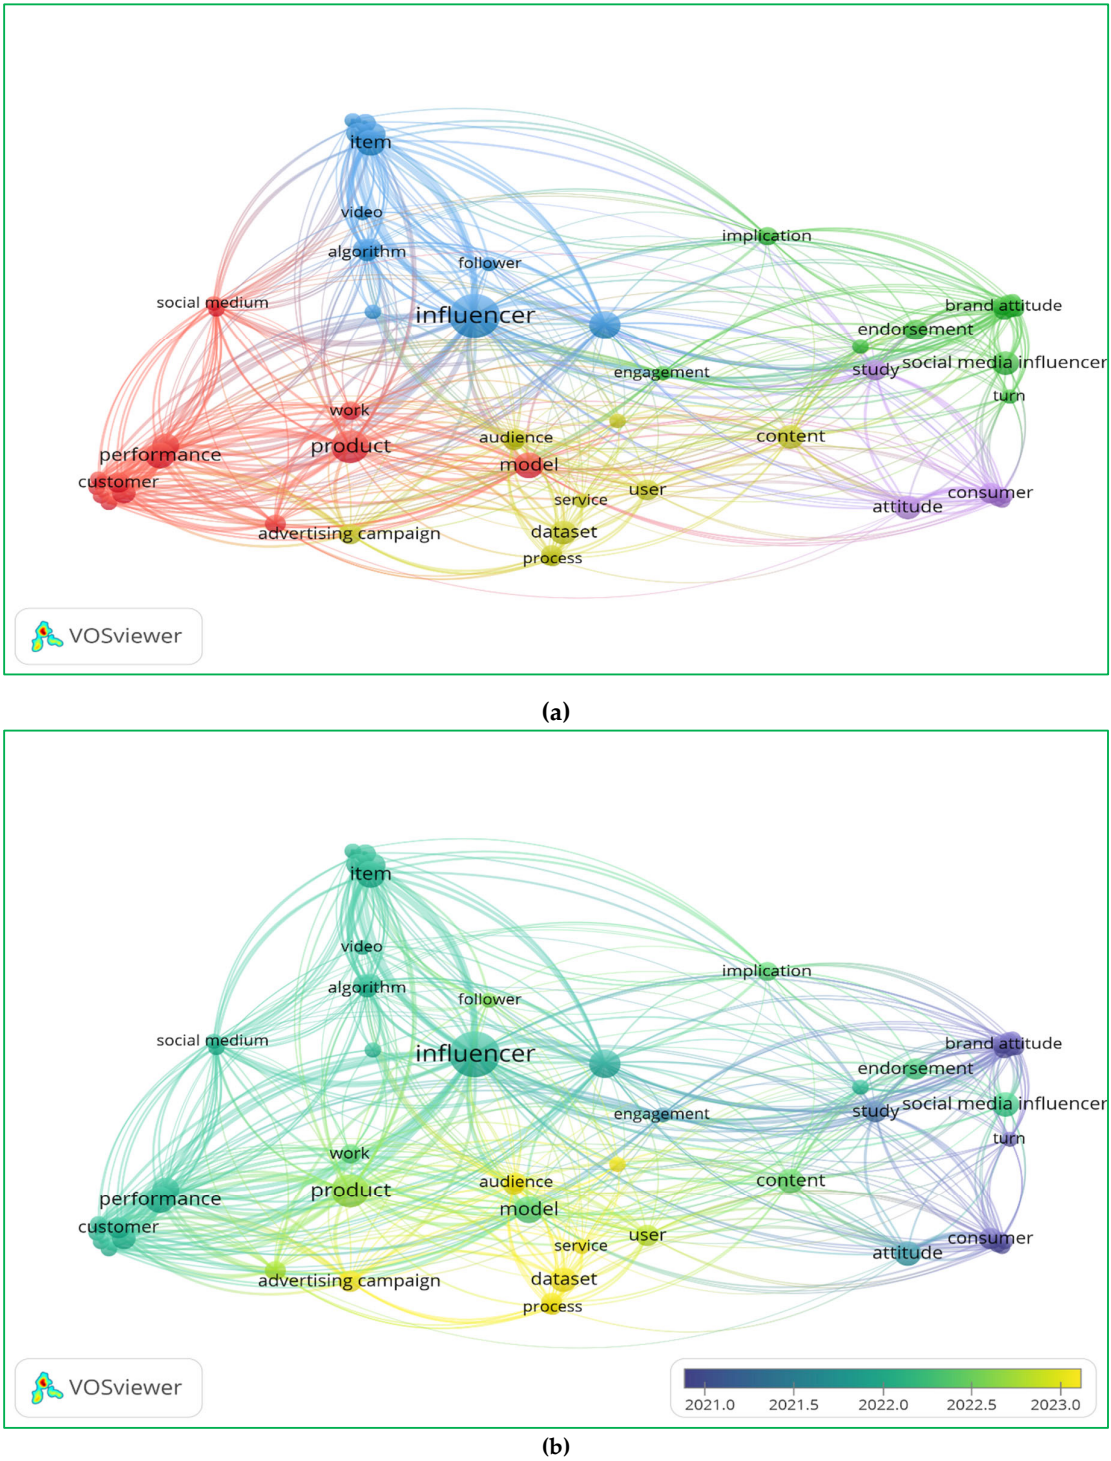 item
video
algorithm
follower
implication
social medium
influencer
brand attitude
endorsement
study
social media influencer
engagement
turn
work
product
audience
content
performance
model
customer
service
user
attitude
consumer
advertising campaign
dataset
process
VOSviewer
(a)
item
video
algorithm
follower
implication
social medium
influencer
brand attitude
endorsement
study
social media influencer
engagement
turn
work
product
audience
content
performance
model
customer
service
user
attitude
consumer
advertising campaign
dataset
process
VOSviewer
2021.0 2021.5 2022.0 2022.5 2023.0
(b)